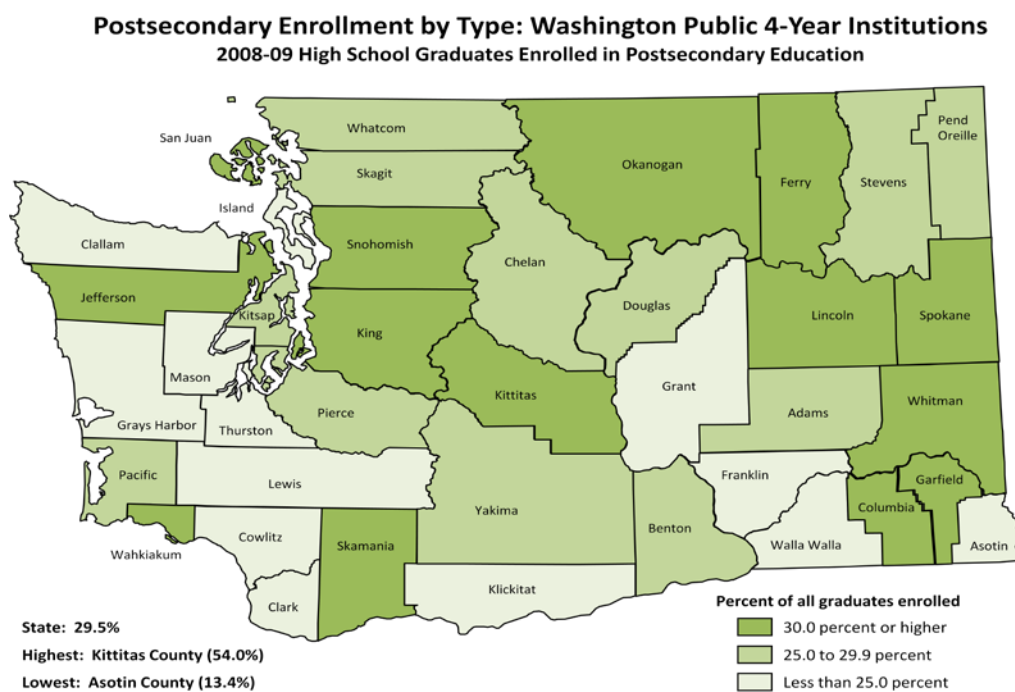 Postsecondary Enrollment by Type: Washington Public 4-Year Institutions
2008-09 High School Graduates Enrolled in Postsecondary Education
Whatcom
San Juan
Skagit
Okanogan
Ferry
Stevens
Pend
Oreille
Island
Clallam
Snohomish
Chelan
Jefferson
Kitsap
King
Douglas
Lincoln
Spokane
Mason
Kittitas
Grant
Grays Harbor
Thurston
Pierce
Adams
Whitman
Pacific
Lewis
Yakima
Franklin
Garfield
Columbia
Benton
Wahkiakum
Cowlitz
Skamania
Walla Walla
Asotin
Klickitat
Clark
State: 29.5%
Highest: Kittitas County (54.0%)
Lowest: Asotin County (13.4%)
Percent of all graduates enrolled
30.0 percent or higher
25.0 to 29.9 percent
Less than 25.0 percent